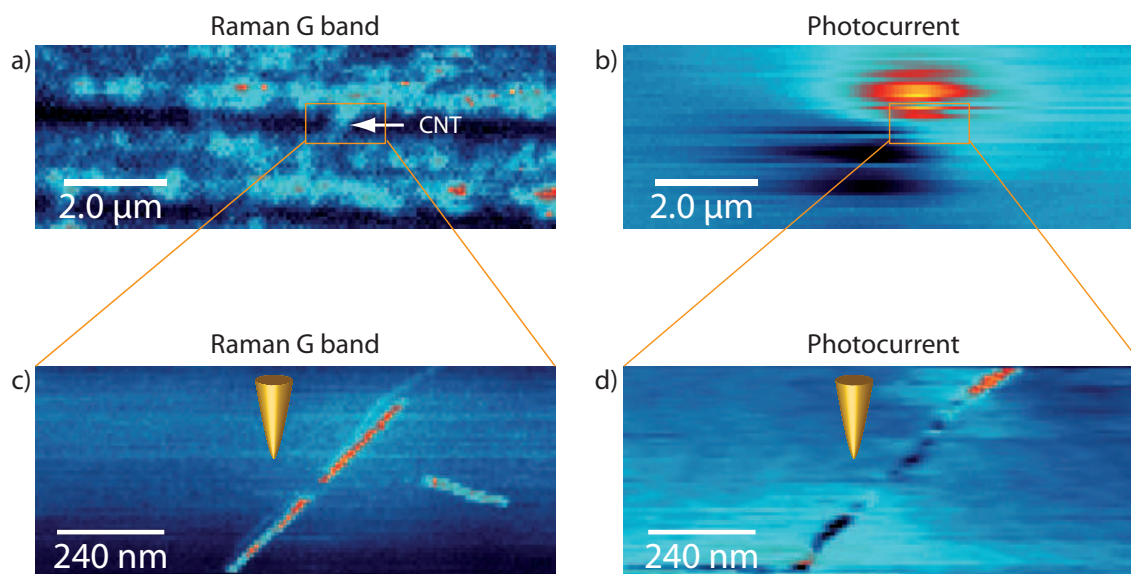 Raman G band
Photocurrent
a)
b)
CNT
2.0 µm
2.0 µm
Raman G band
Photocurrent
c)
d)
240 nm
240 nm